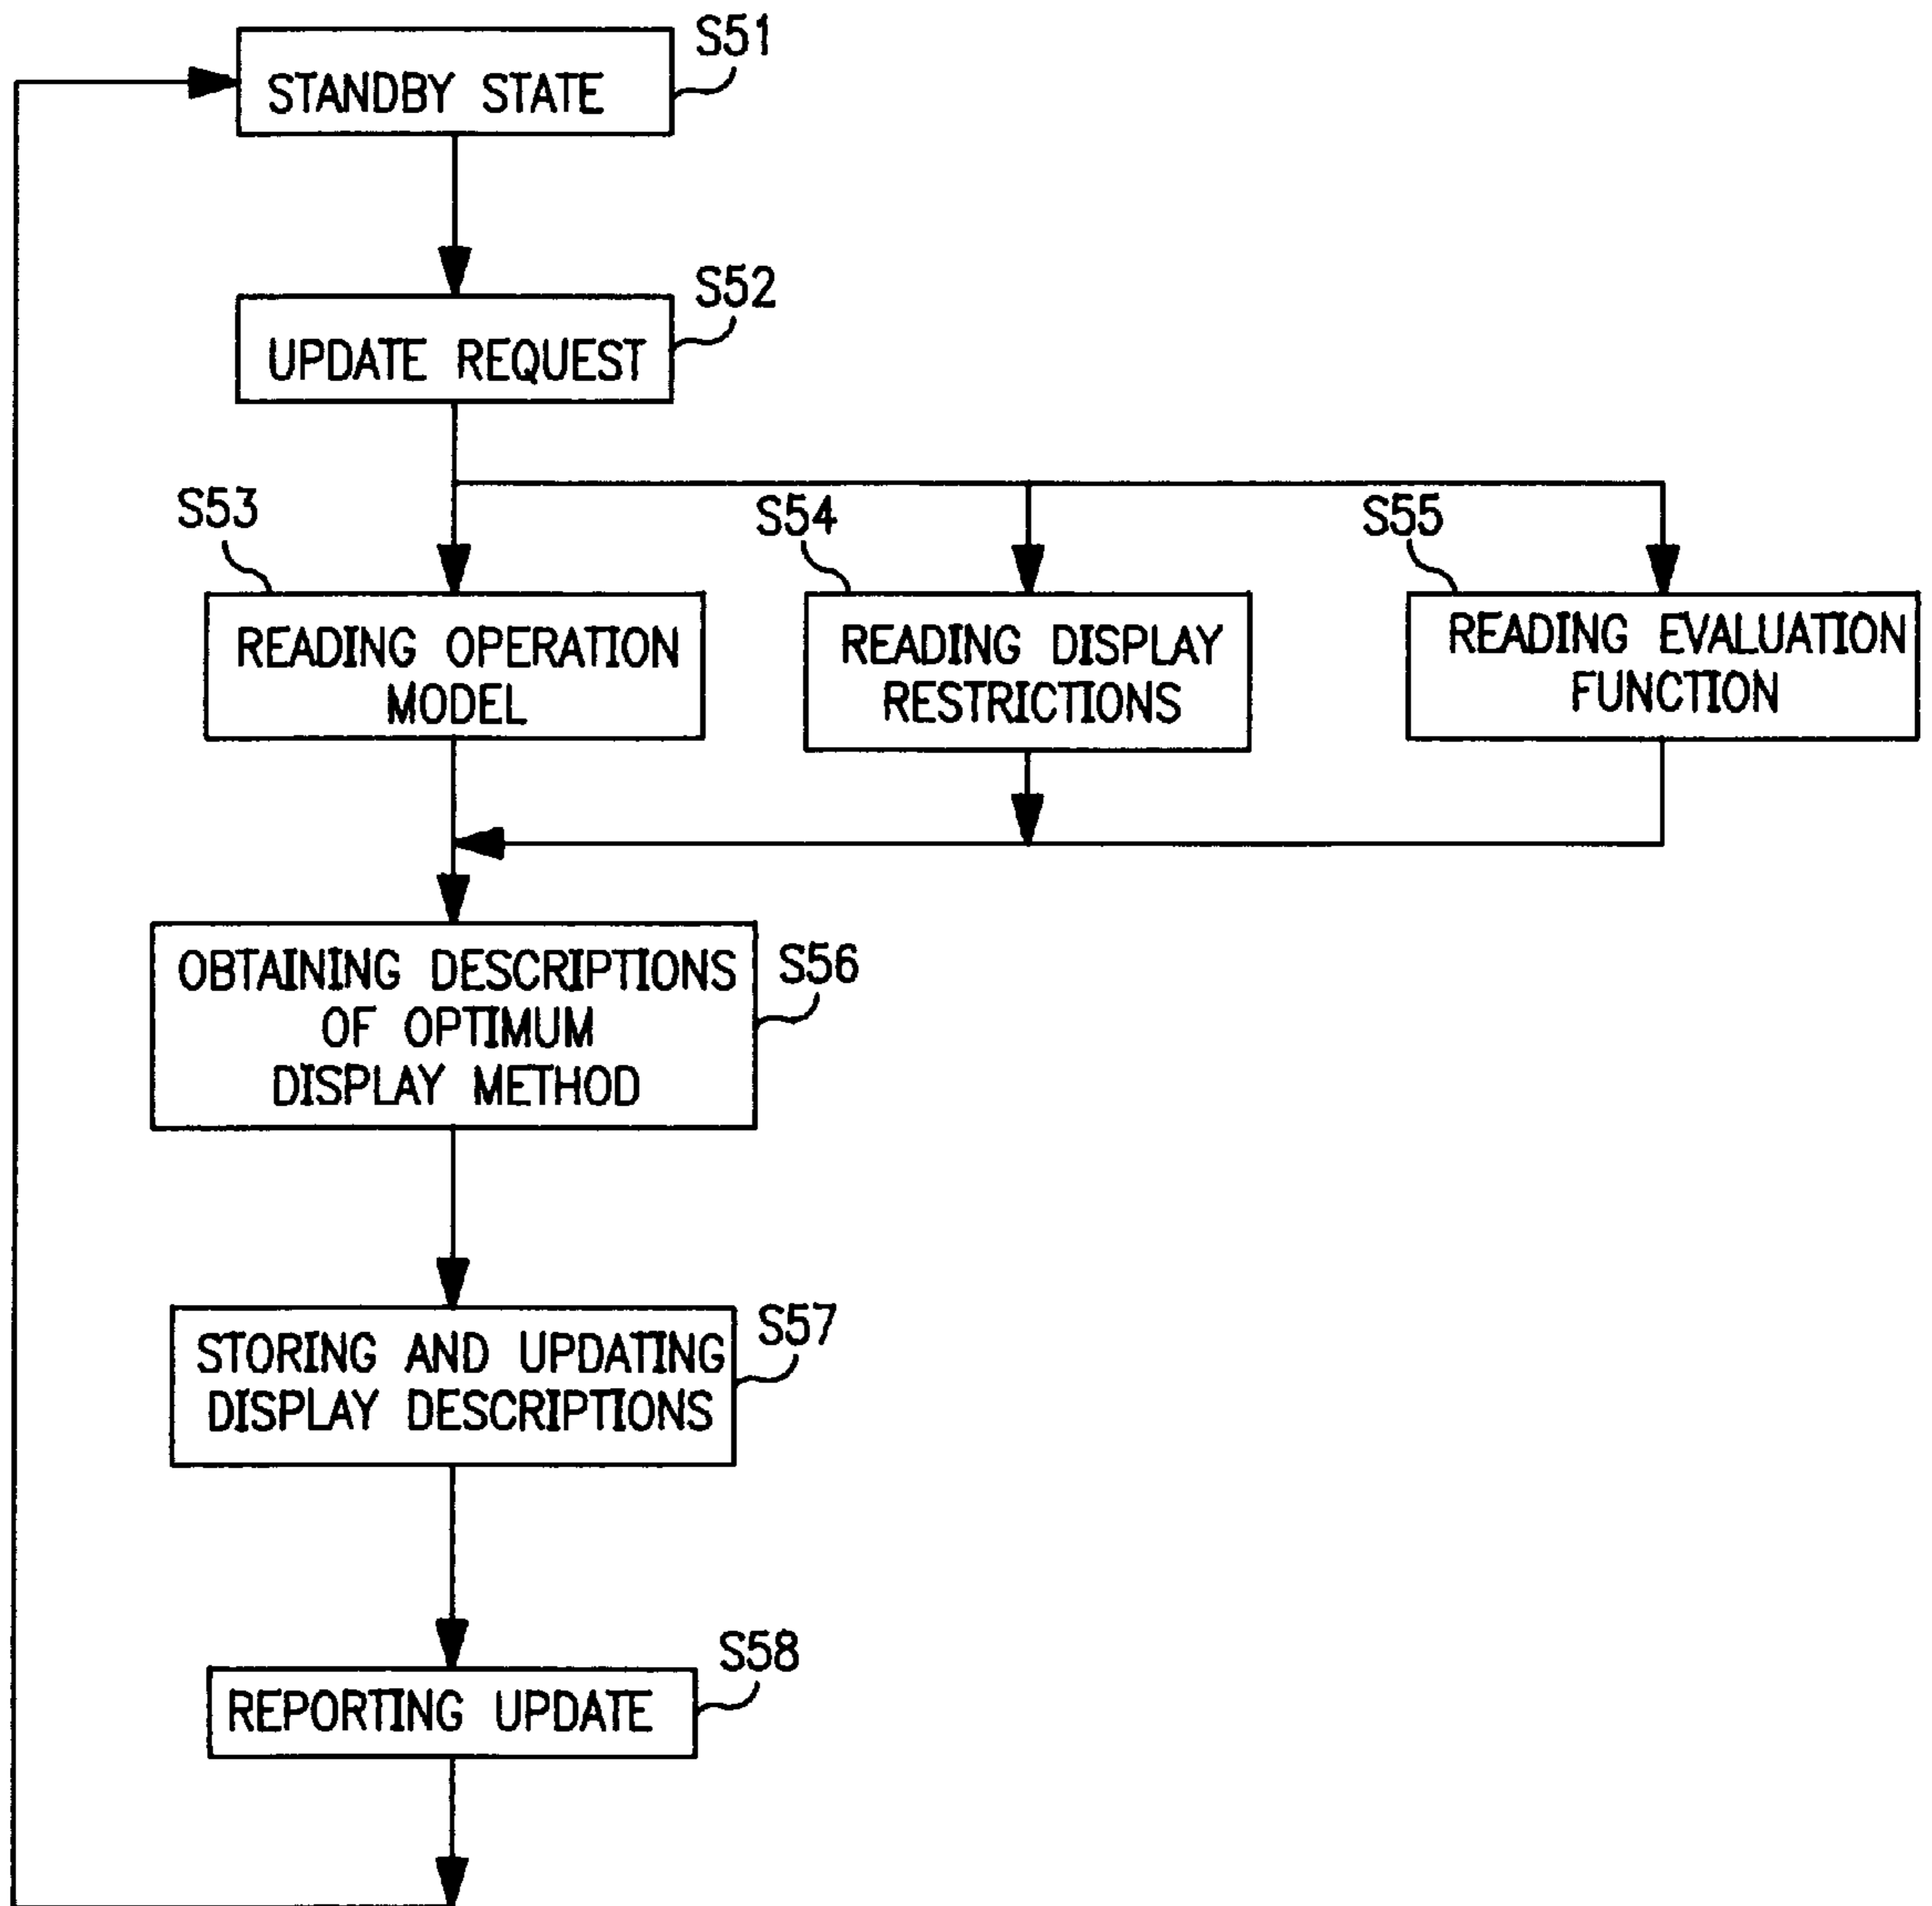 S51
STANDBY STATE
S52
UPDATE REQUEST
S53
S54
S55
READING OPERATION
MODEL
READING DISPLAY
RESTRICTIONS
READING EVALUATION
FUNCTION
OBTAINING DESCRIPTIONS
OF OPTIMUM
DISPLAY METHOD
S56
STORING AND UPDATING
DISPLAY DESCRIPTIONS
S57
S58
REPORTING UPDATE